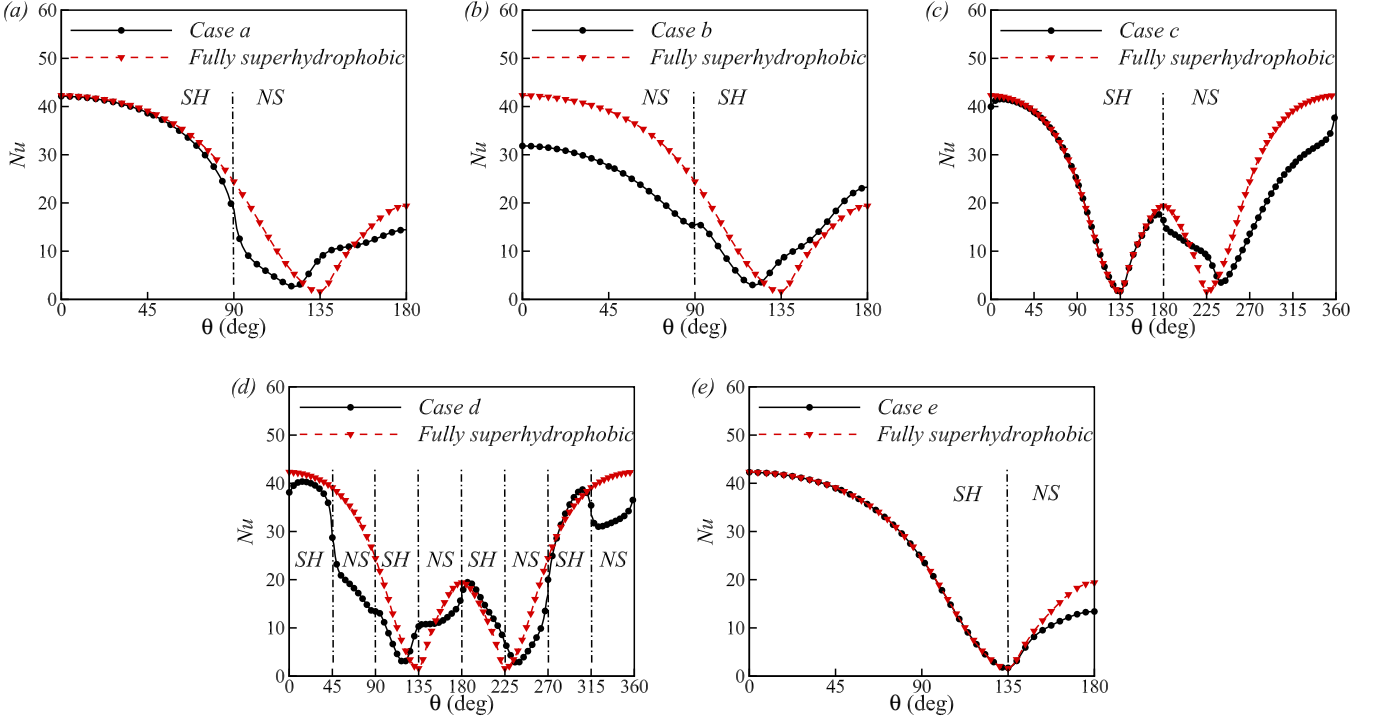 (a)
60
50
40
30
20
10
0
Nu
Case a
Fully superhydrophobic
SH NS
0 45 90 135 180
θ (deg)
(b)
60
50
40
30
20
10
0
Nu
Case b
Fully superhydrophobic
NS SH
0 45 90 135 180
θ (deg)
(c)
60
50
40
30
20
10
0
Nu
Case c
Fully superhydrophobic
SH NS
0 45 90 135 180 225 270 315 360
θ (deg)
(d)
60
50
40
30
20
10
0
Nu
Case d
Fully superhydrophobic
SH NS SH NS SH NS SH NS
0 45 90 135 180 225 270 315 360
θ (deg)
(e)
60
50
40
30
20
10
0
Nu
Case e
Fully superhydrophobic
SH NS
0 45 90 135 180
θ (deg)